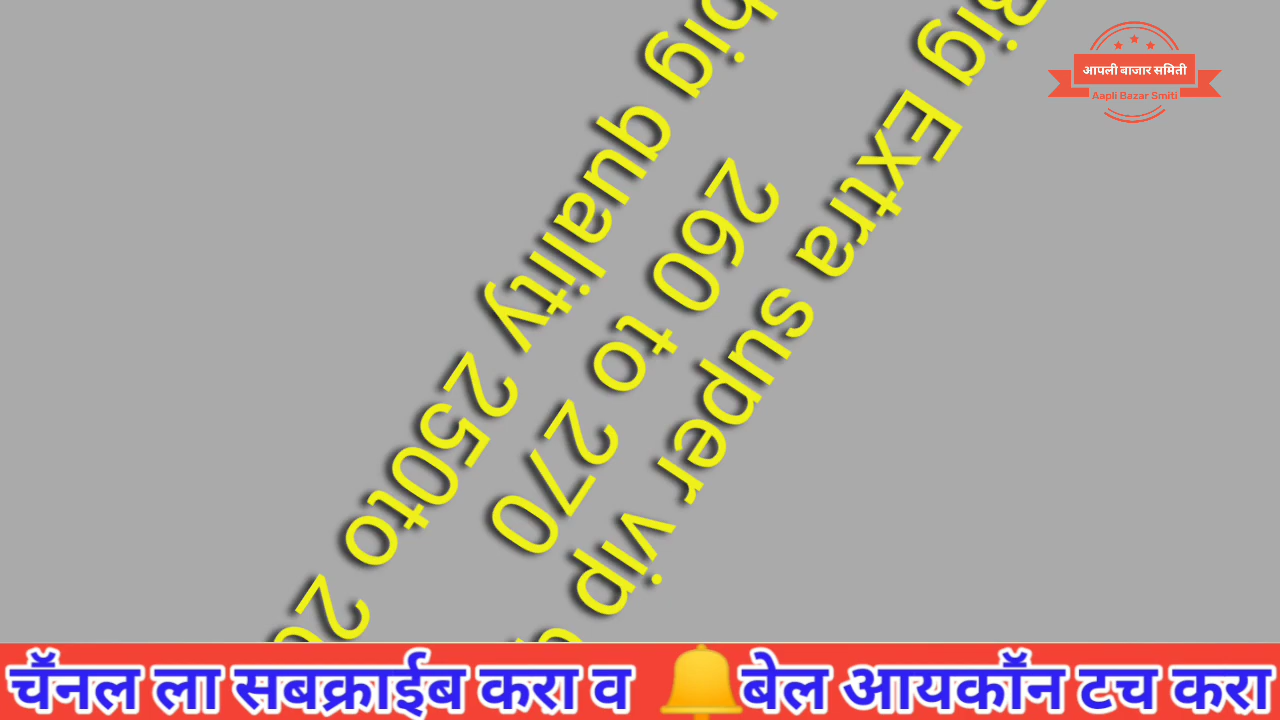 आपली बाजार समिती
Aapli Bazar Smiti
Big Extra super vip
260 to 270
big quality 250to
चॅनल ला सबक्राईब करा व 🔔बेल आयकॉन टच करा